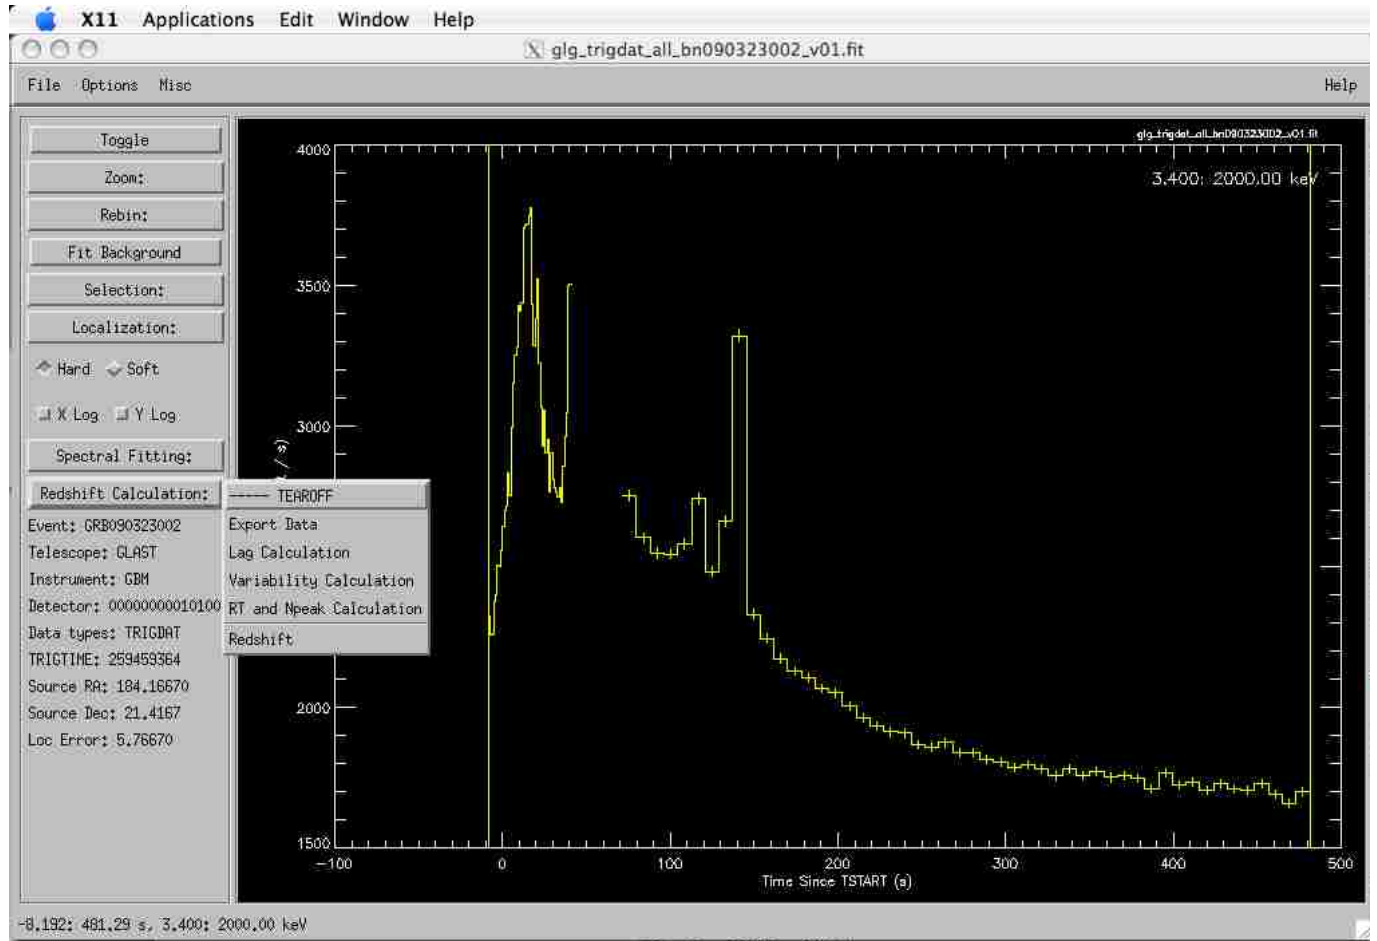 X11 Applications Edit Window Help
glg_trigdat_all_bn090323002_v01.fit
File Options Misc Help
Toggle
Zoom:
Rebin:
Fit Background
Selection:
Localization:
Hard Soft
X Log Y Log
Spectral Fitting:
Redshift Calculation:
Event: GRB090323002
Telescope: GLAST
Instrument: GBM
Detector: 00000000010100
Data types: TRIGDAT
TRIGTIME: 259459364
Source RA: 184.16670
Source Dec: 21.4167
Loc Error: 5.76670
----- TEAROFF
Export Data
Lag Calculation
Variability Calculation
RT and Npeak Calculation
Redshift
glg_trigdat_all_bn090323002_v01.fit
3.400: 2000.00 keV
4000
3500
3000
2000
1500
/ s)
-100 0 100 200 300 400 500
Time Since TSTART (s)
-8.192: 481.29 s, 3.400: 2000.00 keV